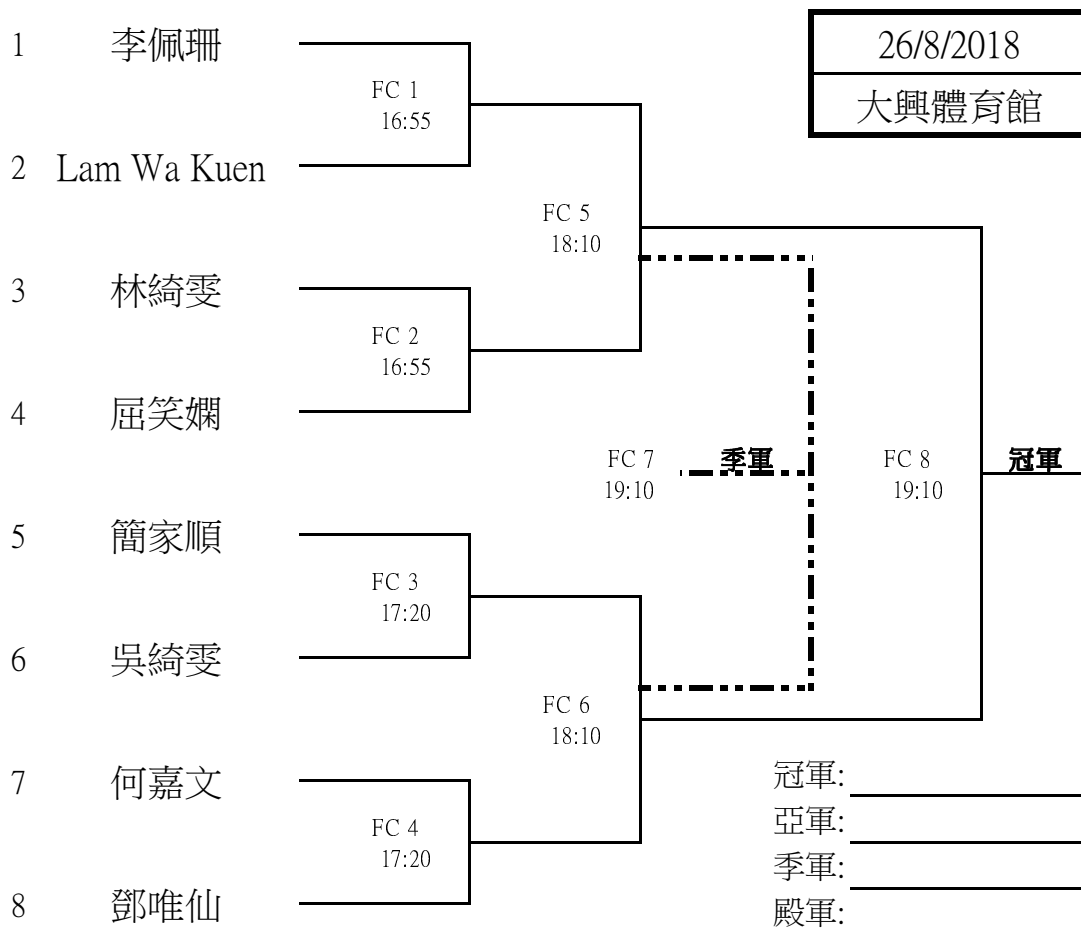 26/8/2018
大興體育館
1 李佩珊
FC 1
16:55
2 Lam Wa Kuen
FC 5
18:10
3 林綺雯
FC 2
16:55
4 屈笑嫻
FC 7 季軍 FC 8 冠軍
19:10 19:10
5 簡家順
FC 3
17:20
6 吳綺雯
FC 6
18:10
7 何嘉文
冠軍:
亞軍:
FC 4
17:20
季軍:
8 鄧唯仙
殿軍: